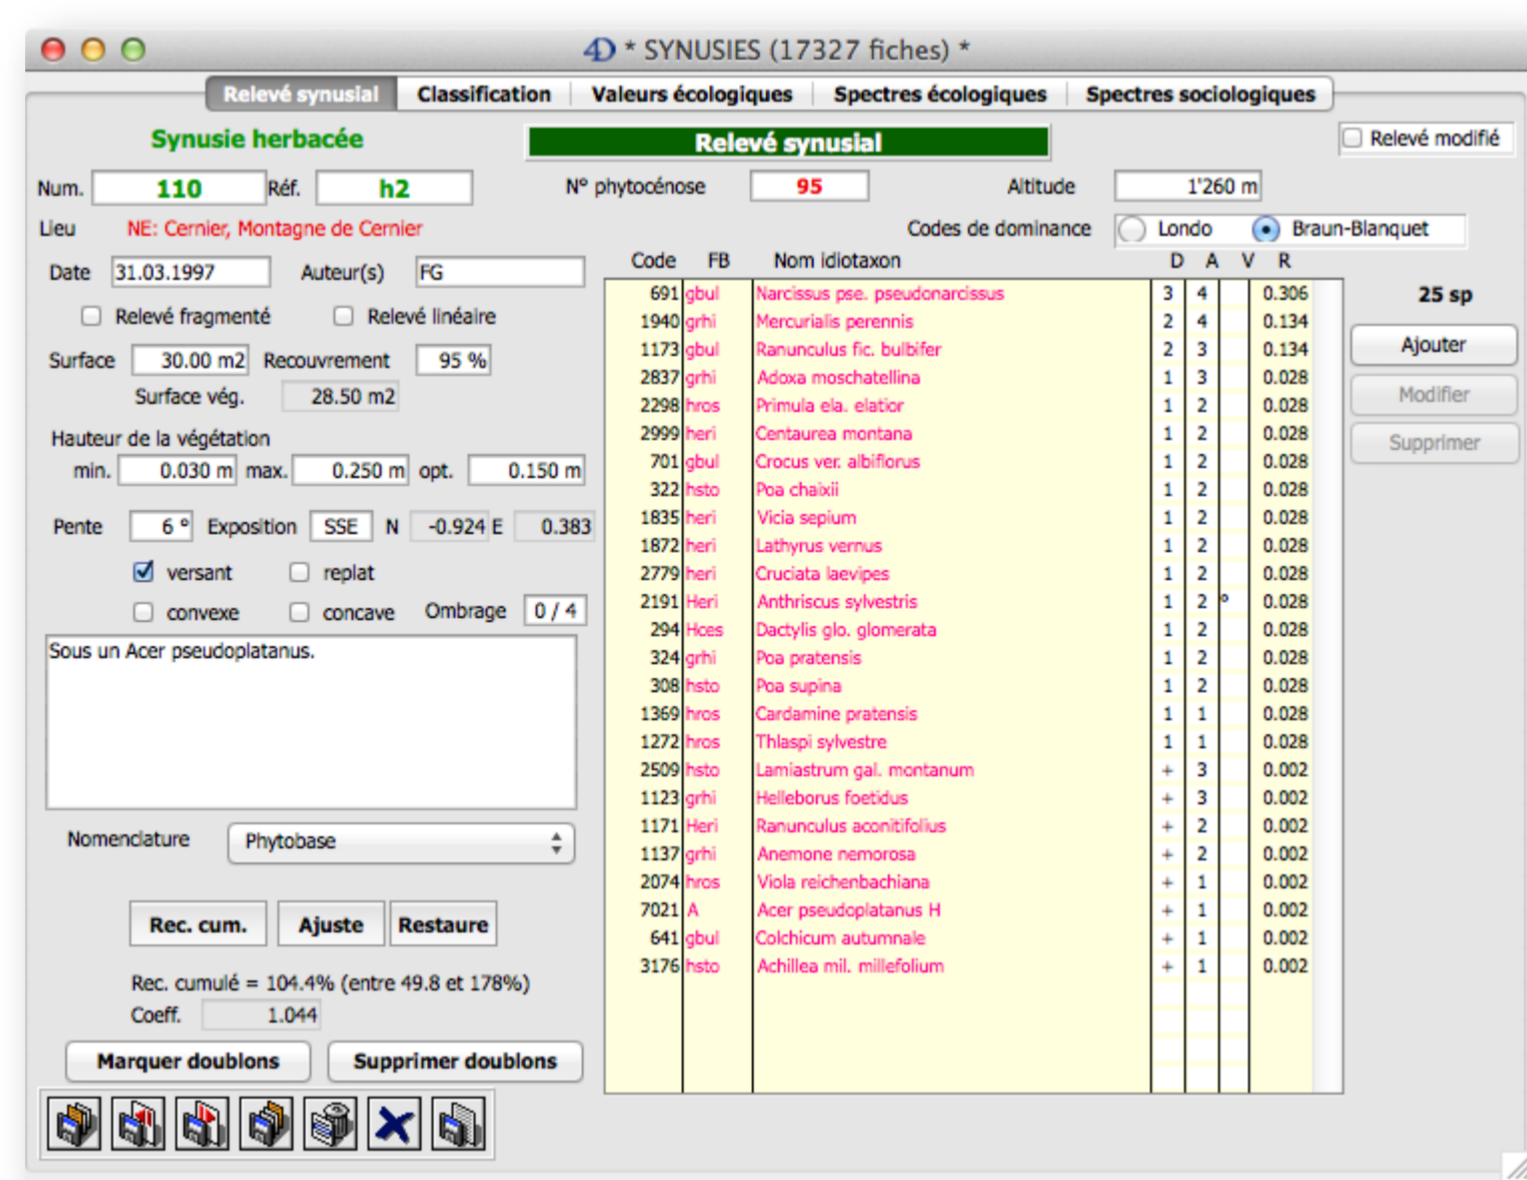 4D * SYNUSIES (17327 fiches) *
Relevé synusial Classification Valeurs écologiques Spectres écologiques Spectres sociologiques
Synusie herbacée Relevé synusial Relevé modifié
Num. 110 Réf. h2 N° phytocénose 95 Altitude 1'260 m
Lieu NE: Cernier, Montagne de Cernier Codes de dominance Londo Braun-Blanquet
Date 31.03.1997 Auteur(s) FG
Relevé fragmenté Relevé linéaire
Surface 30.00 m2 Recouvrement 95 %
Surface vég. 28.50 m2
Hauteur de la végétation
min. 0.030 m max. 0.250 m opt. 0.150 m
Pente 6 ° Exposition SSE N -0.924 E 0.383
versant replat
convexe concave Ombrage 0 / 4
Sous un Acer pseudoplatanus.
Nomenclature Phytobase
Rec. cum. Ajuste Restaure
Rec. cumulé = 104.4% (entre 49.8 et 178%)
Coeff. 1.044
Marquer doublons Supprimer doublons
Code FB Nom idiotaxon D A V R
691 gbul Narcissus pse. pseudonarcissus 3 4 0.306
1940 grhi Mercurialis perennis 2 4 0.134
1173 gbul Ranunculus fic. bulbifer 2 3 0.134
2837 grhi Adoxa moschatellina 1 3 0.028
2298 hros Primula ela. elatior 1 2 0.028
2999 heri Centaurea montana 1 2 0.028
701 gbul Crocus ver. albiflorus 1 2 0.028
322 hsto Poa chaixii 1 2 0.028
1835 heri Vicia sepium 1 2 0.028
1872 heri Lathyrus vernus 1 2 0.028
2779 heri Cruciata laevipes 1 2 0.028
2191 Heri Anthriscus sylvestris 1 2 ° 0.028
294 Hces Dactylis glo. glomerata 1 2 0.028
324 grhi Poa pratensis 1 2 0.028
308 hsto Poa supina 1 2 0.028
1369 hros Cardamine pratensis 1 1 0.028
1272 hros Thlaspi sylvestre 1 1 0.028
2509 hsto Lamiastrum gal. montanum + 3 0.002
1123 grhi Helleborus foetidus + 3 0.002
1171 Heri Ranunculus aconitifolius + 2 0.002
1137 grhi Anemone nemorosa + 2 0.002
2074 hros Viola reichenbachiana + 1 0.002
7021 A Acer pseudoplatanus H + 1 0.002
641 gbul Colchicum autumnale + 1 0.002
3176 hsto Achillea mil. millefolium + 1 0.002
25 sp
Ajouter
Modifier
Supprimer